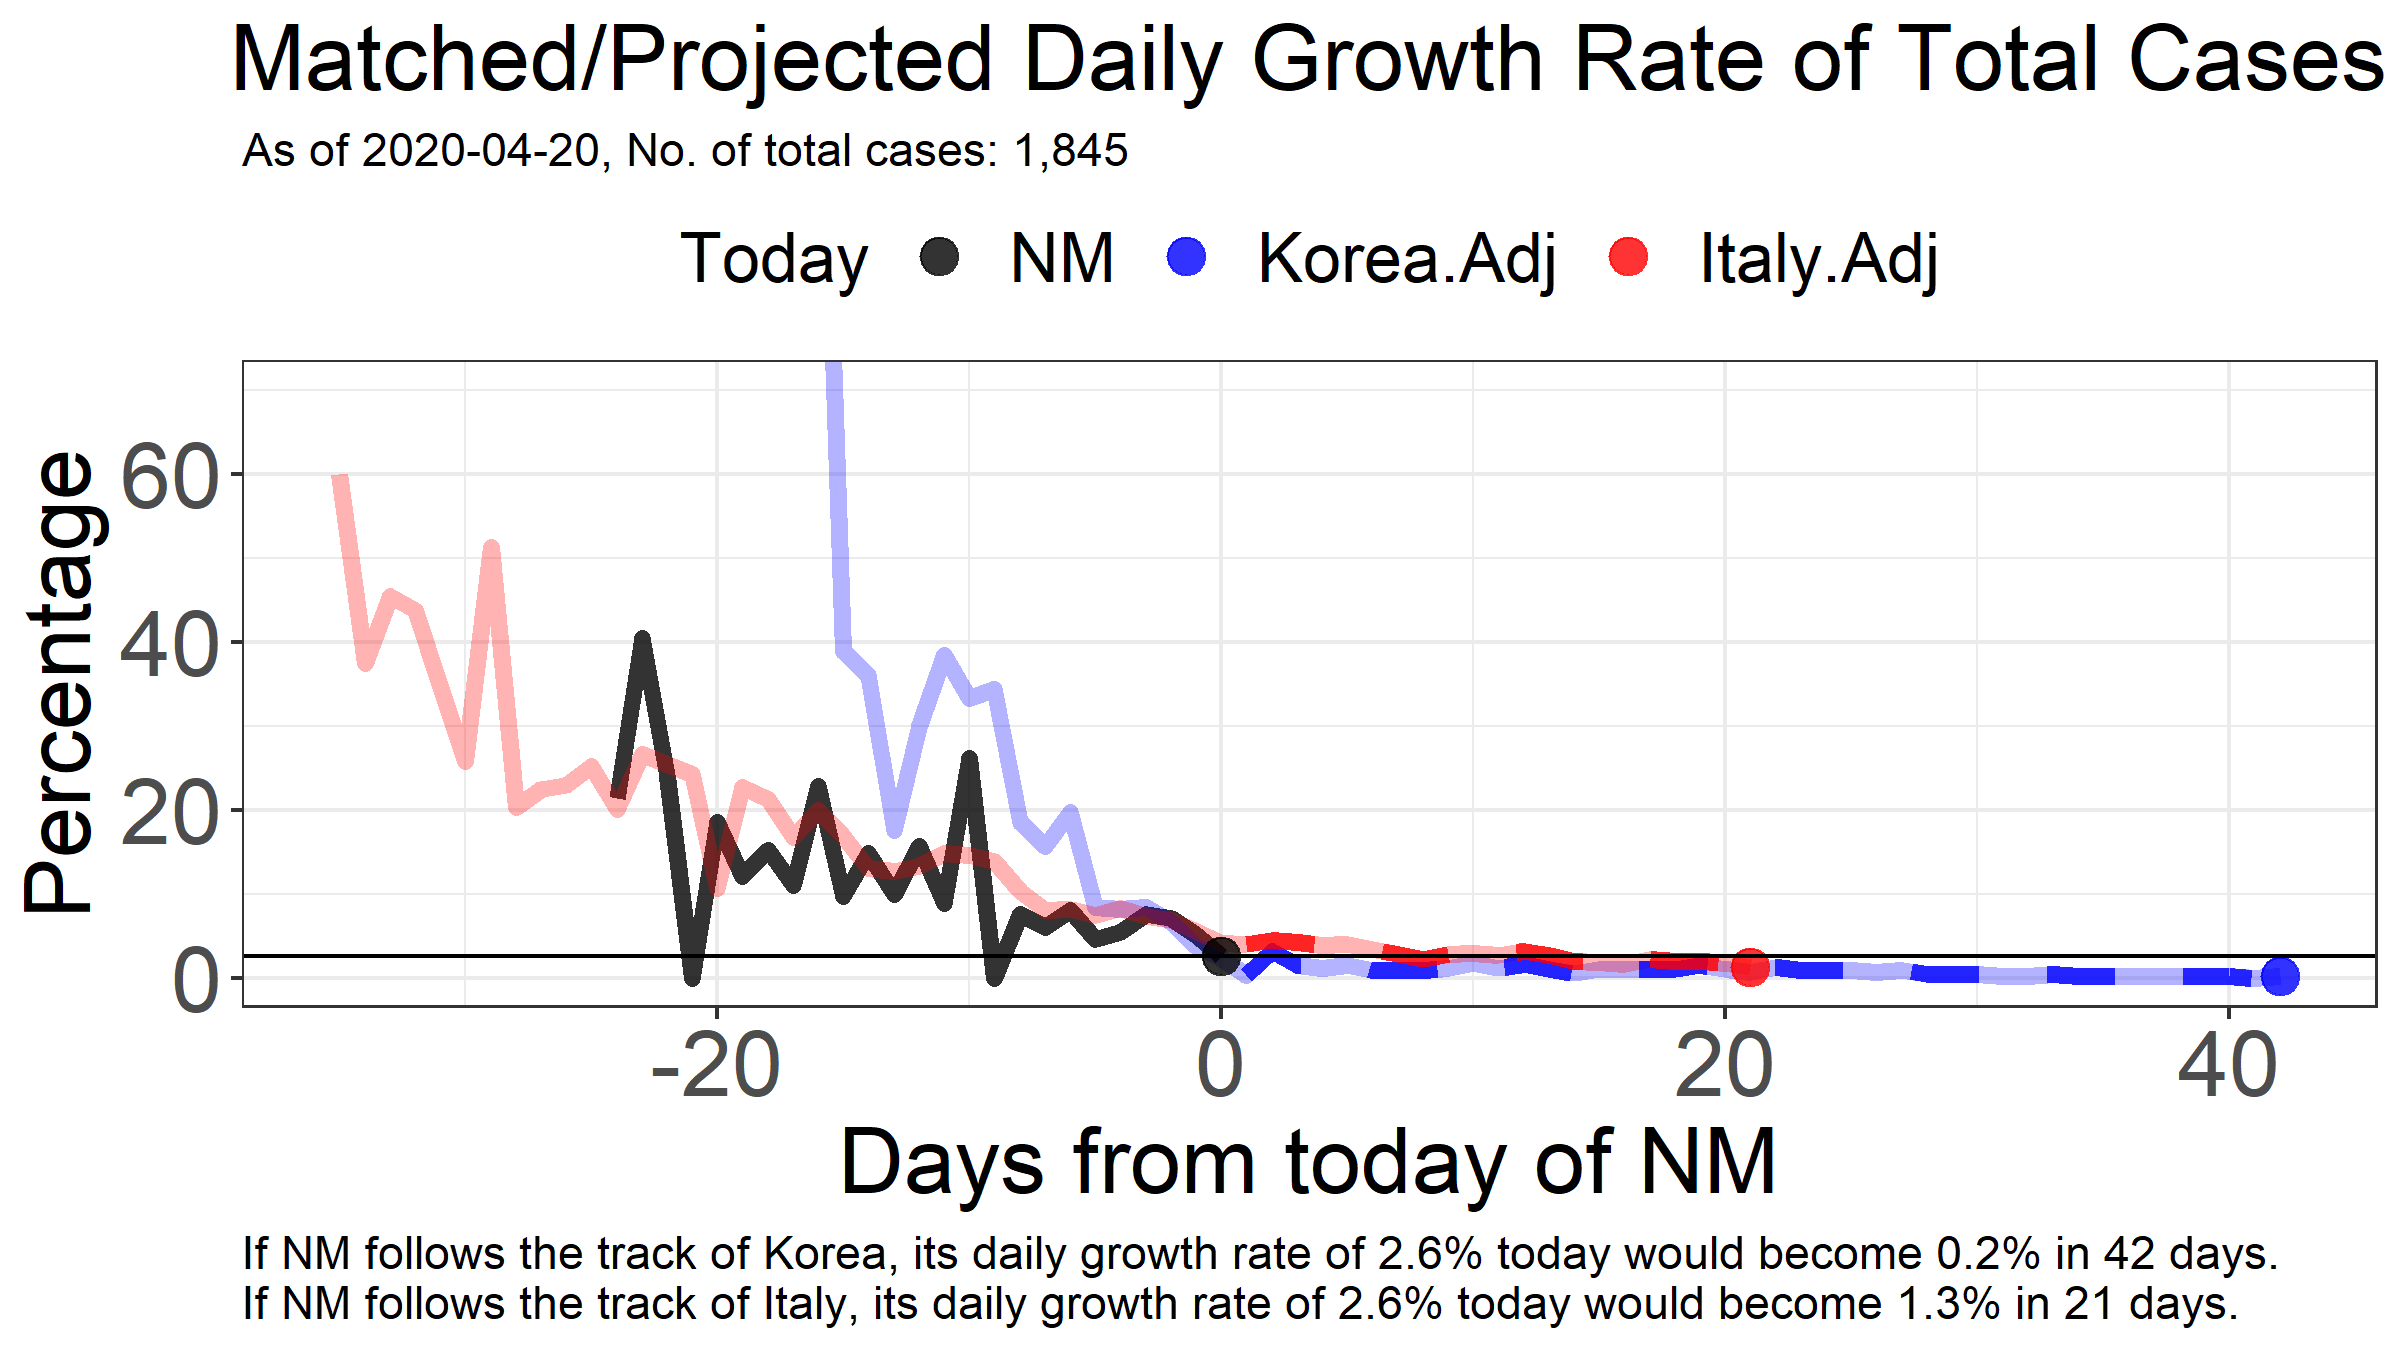 Matched/Projected Daily Growth Rate of Total Cases
As of 2020-04-20, No. of total cases: 1,845
Today NM Korea.Adj Italy.Adj
Percentage
60
40
20
0
-20 0 20 40
Days from today of NM
If NM follows the track of Korea, its daily growth rate of 2.6% today would become 0.2% in 42 days.
If NM follows the track of Italy, its daily growth rate of 2.6% today would become 1.3% in 21 days.